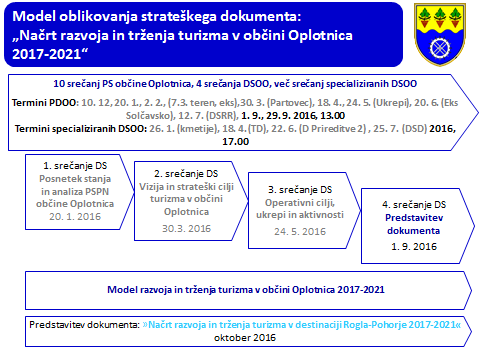 Model oblikovanja strateškega dokumenta:
„Načrt razvoja in trženja turizma v občini Oplotnica
2017-2021“
10 srečanj PS občine Oplotnica, 4 srečanja DSOO, več srečanj specializiranih DSOO
Termini PDOO: 10. 12, 20. 1., 2. 2., (7.3. teren, eks),30. 3. (Partovec), 18. 4., 24. 5. (Ukrepi), 20. 6. (Eks
Solčavsko), 12. 7. (DSRR), 1. 9., 29. 9. 2016, 13.00
Termini specializiranih DSOO: 26. 1. (kmetije), 18. 4.(TD), 22. 6. (D Prireditve 2) , 25. 7. (DSD) 2016,
17.00
1. srečanje DS
Posnetek stanja
in analiza PSPN
občine Oplotnica
20. 1. 2016
2. srečanje DS
Vizija in strateški cilji
turizma v občini
Oplotnica
30.3. 2016
3. srečanje DS
Operativni cilji,
ukrepi in aktivnosti
24. 5. 2016
4. srečanje DS
Predstavitev
dokumenta
1. 9. 2016
Model razvoja in trženja turizma v občini Oplotnica 2017-2021
Predstavitev dokumenta: »Načrt razvoja in trženja turizma v destinaciji Rogla-Pohorje 2017-2021«
oktober 2016